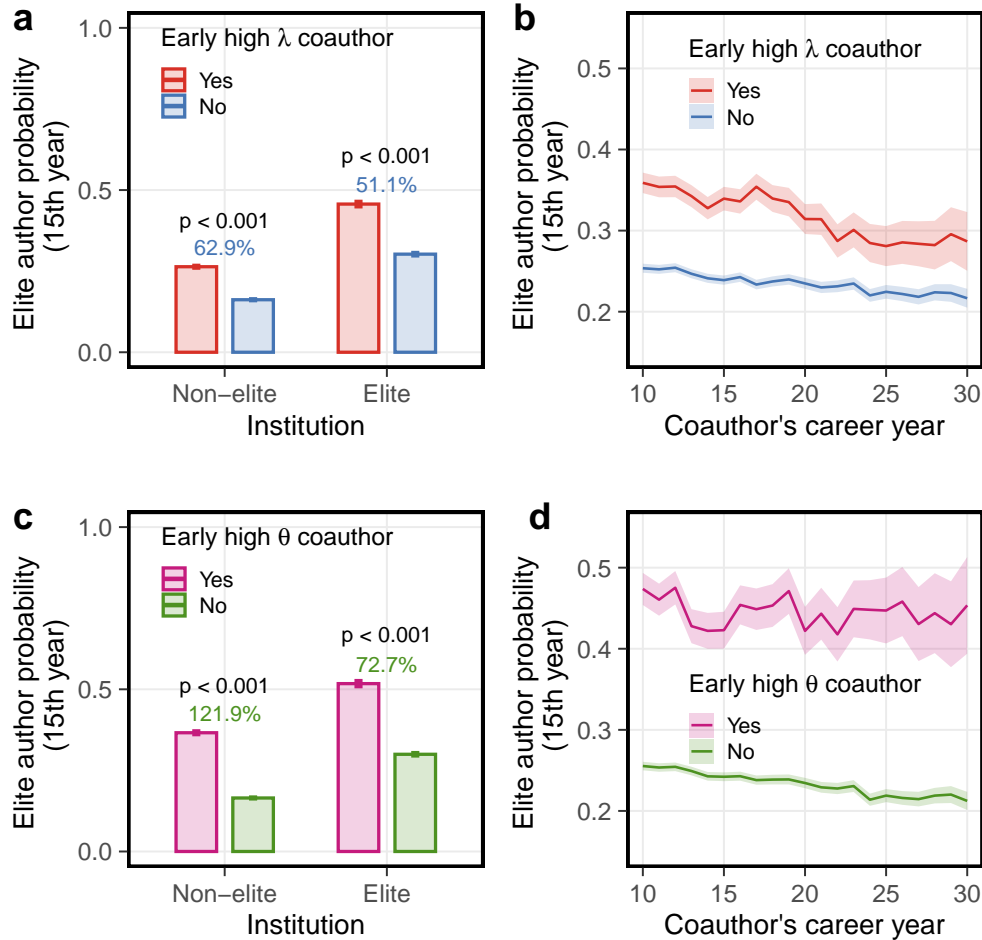 a
Elite author probability
(15th year)
1.0
0.5
0.0
Early high λ coauthor
Yes
No
p < 0.001
62.9%
p < 0.001
51.1%
Non−elite
Elite
Institution
b
Elite author probability
(15th year)
0.5
0.4
0.3
0.2
Early high λ coauthor
Yes
No
10
15
20
25
30
Coauthor's career year
c
Elite author probability
(15th year)
1.0
0.5
0.0
Early high θ coauthor
Yes
No
p < 0.001
121.9%
p < 0.001
72.7%
Non−elite
Elite
Institution
d
Elite author probability
(15th year)
0.5
0.4
0.3
0.2
Early high θ coauthor
Yes
No
10
15
20
25
30
Coauthor's career year